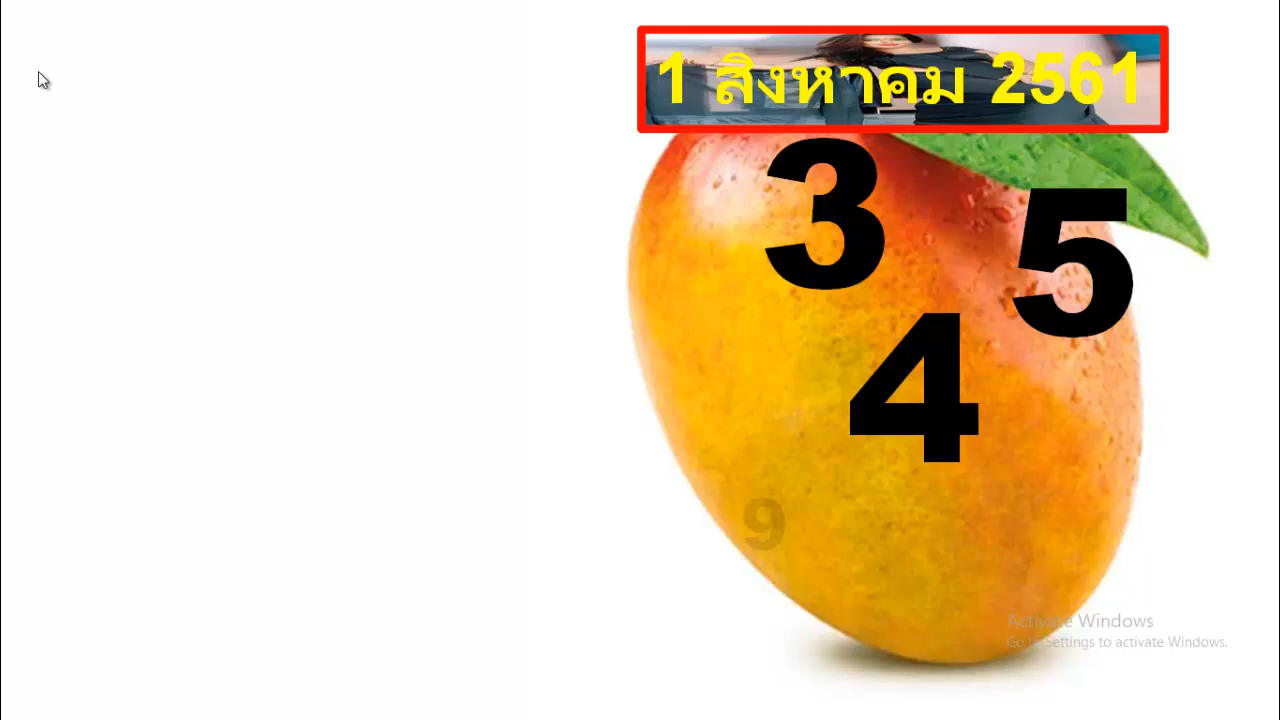 1 สิงหาคม 2561
3
5
4
9
Activate Windows
Go to Settings to activate Windows.